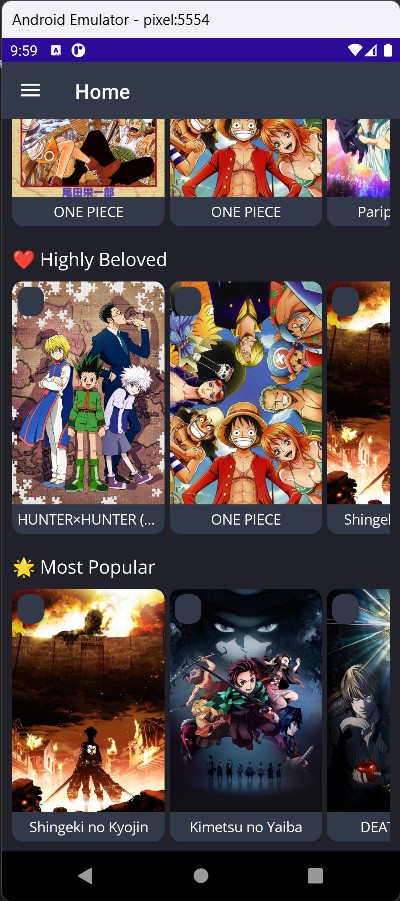 Android Emulator - pixel:5554
9:59
Home
尾田栄一郎
ONE PIECE
ONE PIECE
Parip
❤️ Highly Beloved
HUNTER×HUNTER (...
ONE PIECE
Shingel
🌟 Most Popular
Shingeki no Kyojin
Kimetsu no Yaiba
DEAT